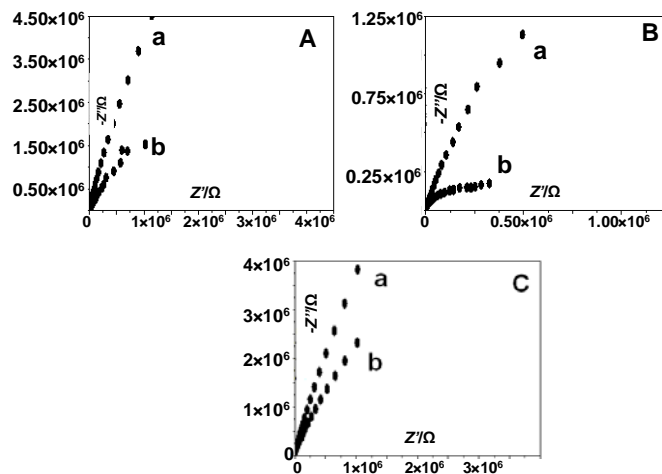 4.50×10⁶
3.50×10⁶
2.50×10⁶
1.50×10⁶
0.50×10⁶
-Z''/Ω
a
A
b
Z'/Ω
0
1×10⁶
2×10⁶
3×10⁶
4×10⁶
1.25×10⁶
0.75×10⁶
0.25×10⁶
-Z''/Ω
a
B
b
Z'/Ω
0
0.50×10⁶
1.00×10⁶
4×10⁶
3×10⁶
2×10⁶
1×10⁶
0
-Z''/Ω
a
C
b
Z'/Ω
0
1×10⁶
2×10⁶
3×10⁶